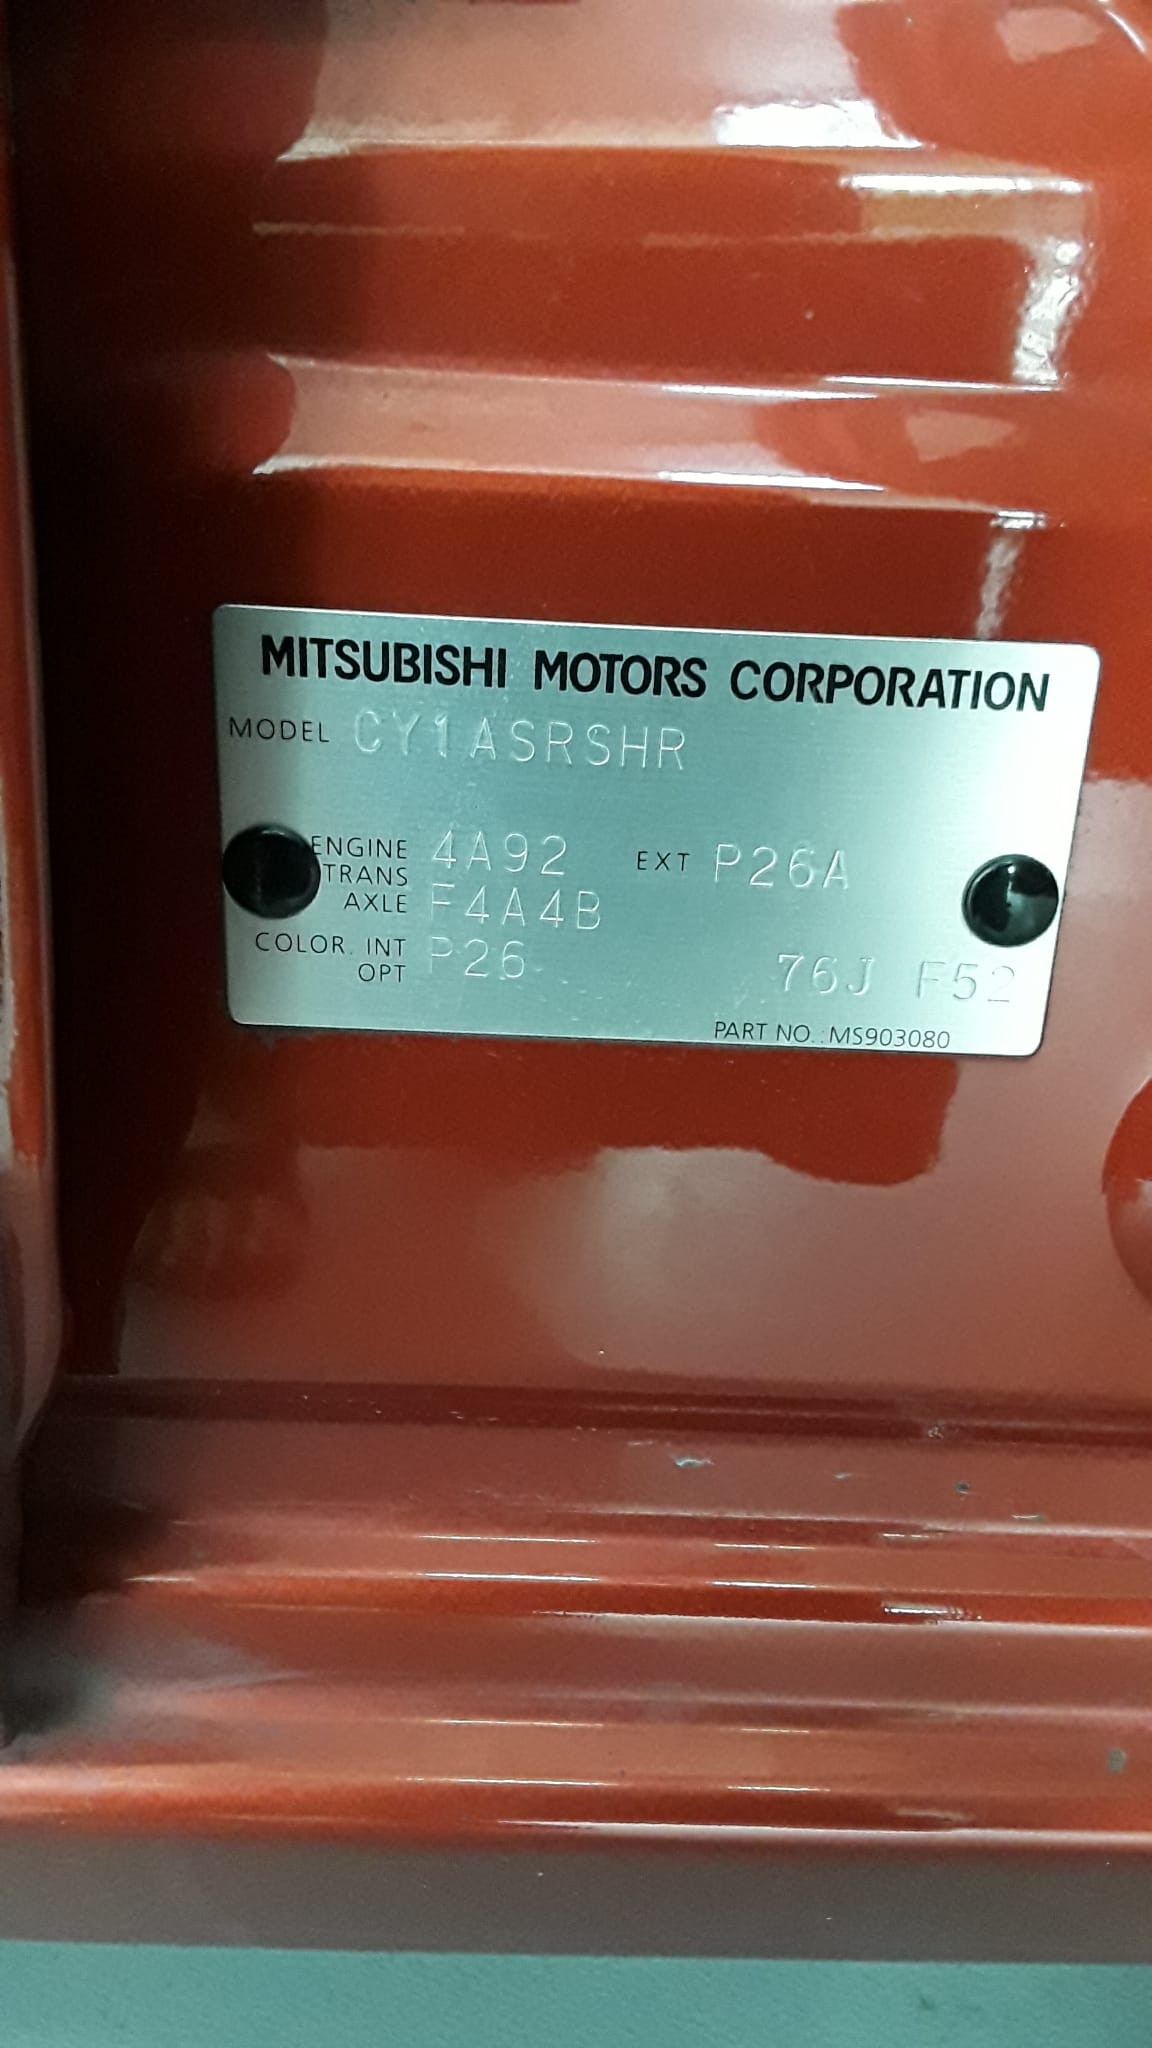 MITSUBISHI MOTORS CORPORATION
MODEL CY1ASRSHR
ENGINE 4A92 EXT P26A
TRANS
AXLE F4A4B
COLOR. INT P26
OPT 76J F52
PART NO.:MS903080